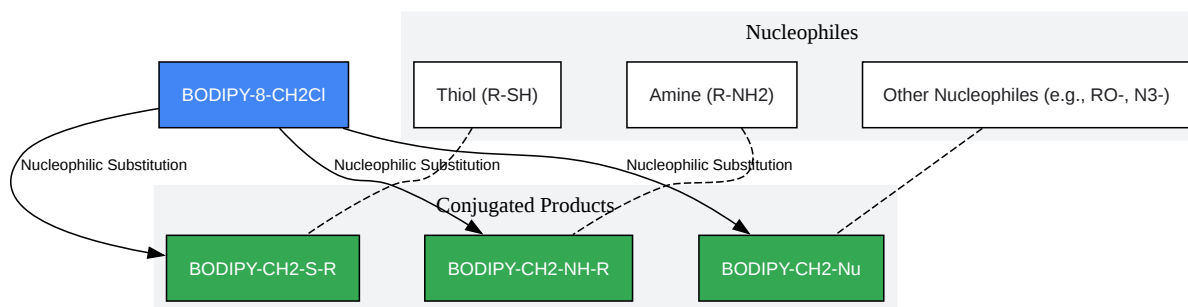 Nucleophiles
BODIPY-8-CH2Cl
Thiol (R-SH)
Amine (R-NH2)
Other Nucleophiles (e.g., RO-, N3-)
Nucleophilic Substitution
Nucleophilic Substitution
Nucleophilic Substitution
Conjugated Products
BODIPY-CH2-S-R
BODIPY-CH2-NH-R
BODIPY-CH2-Nu